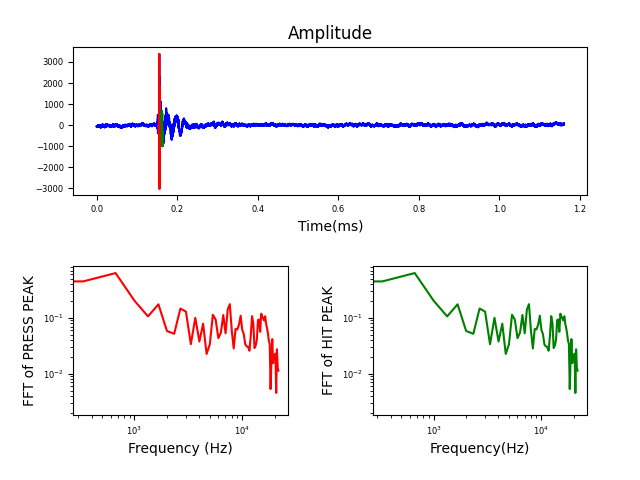 Amplitude
3000
2000
1000
0
−1000
−2000
−3000
0.0 0.2 0.4 0.6 0.8 1.0 1.2
Time(ms)
FFT of PRESS PEAK
10⁻¹
10⁻²
10³ 10⁴
Frequency (Hz)
FFT of HIT PEAK
10⁻¹
10⁻²
10³ 10⁴
Frequency(Hz)